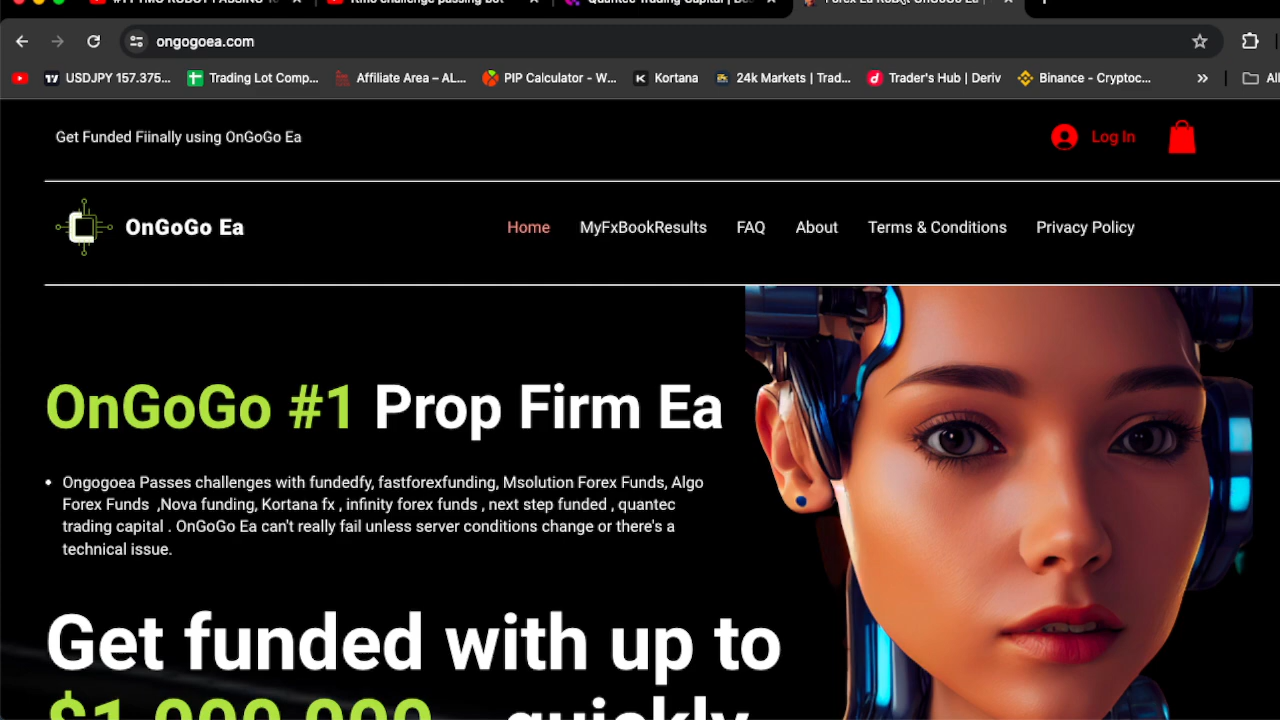 ongogoea.com
USDJPY 157.375... Trading Lot Comp... Affiliate Area – AL... PIP Calculator - W... Kortana 24k Markets | Trad... Trader's Hub | Deriv Binance - Cryptoc... »
Get Funded Fiinally using OnGoGo Ea
Log In
OnGoGo Ea
Home MyFxBookResults FAQ About Terms & Conditions Privacy Policy
OnGoGo #1 Prop Firm Ea
• Ongogoea Passes challenges with fundedfy, fastforexfunding, Msolution Forex Funds, Algo
Forex Funds ,Nova funding, Kortana fx , infinity forex funds , next step funded , quantec
trading capital . OnGoGo Ea can't really fail unless server conditions change or there's a
technical issue.
Get funded with up to
$1,000,000 quickly